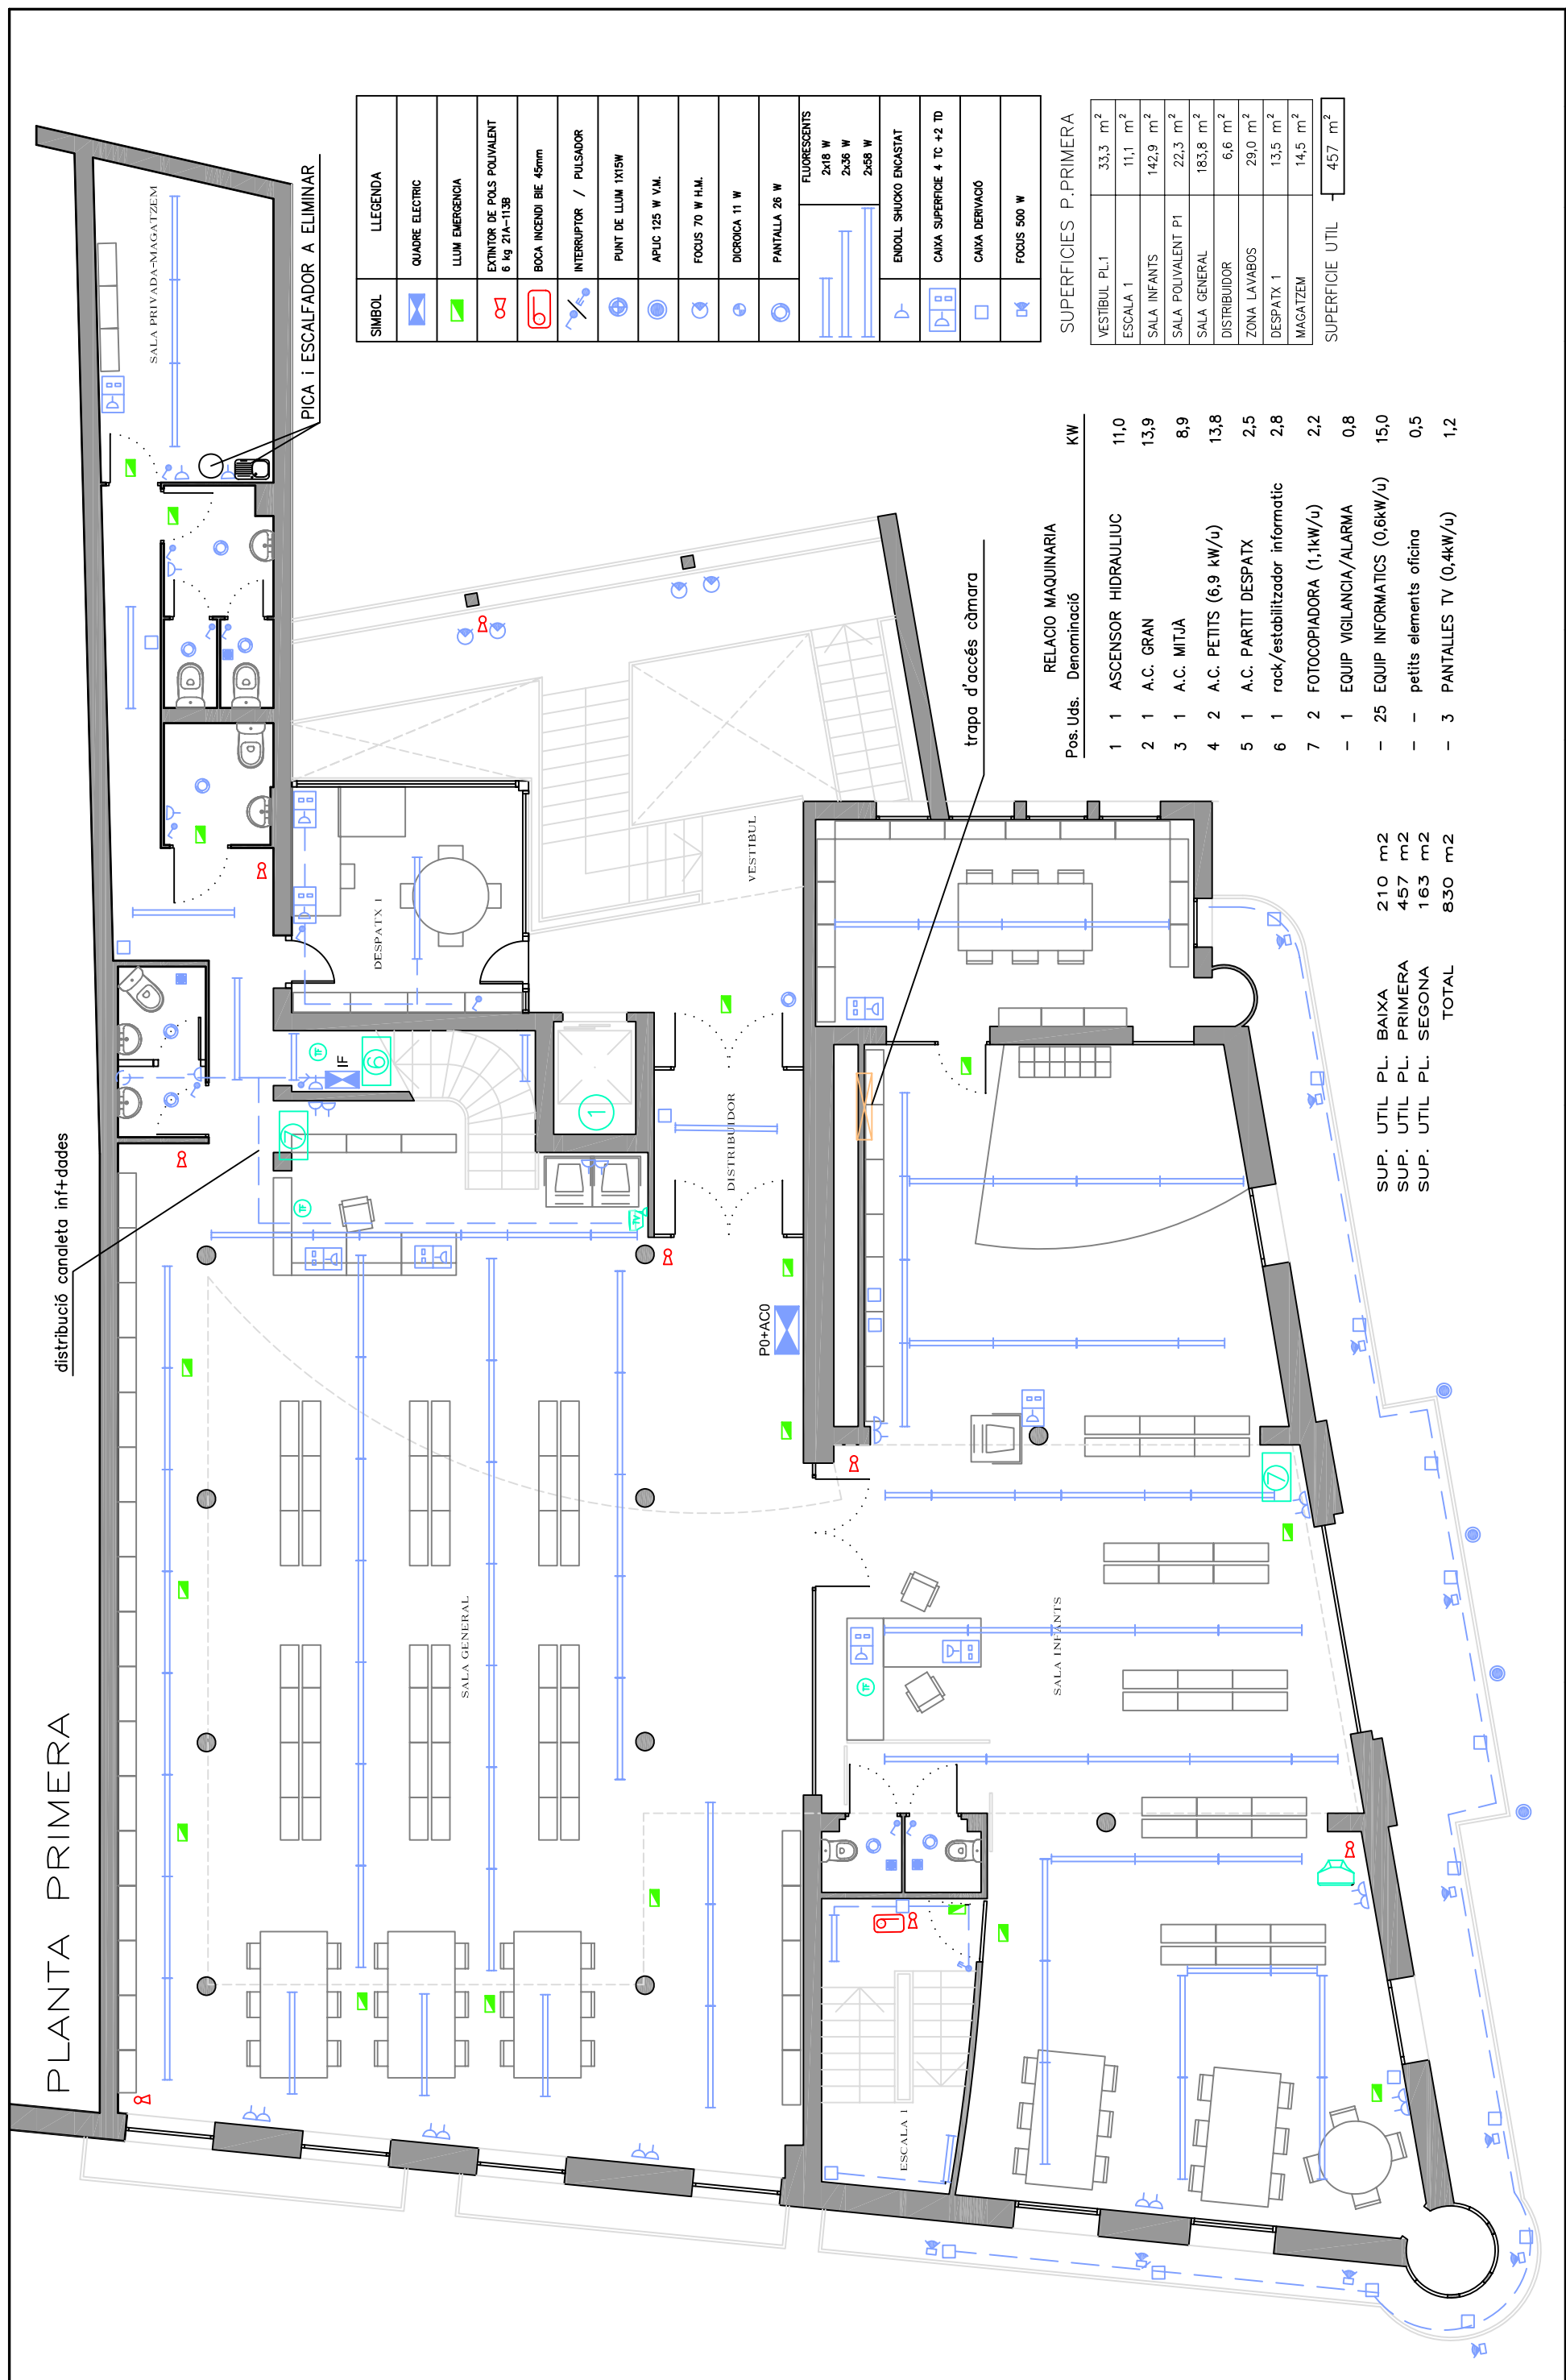 PLANTA PRIMERA
distribució canaleta inf+dades
SALA PRIVADA-MAGATZEM
PICA i ESCALFADOR A ELIMINAR
DESPATX 1
VESTIBUL
DISTRIBUIDOR
SALA GENERAL
SALA INFANTS
ESCALA 1
trapa d'accés càmara
IF
P0+AC0
TF
TF
TF
TV
6
7
1
7
SIMBOL LLEGENDA
QUADRE ELECTRIC
LLUM EMERGENCIA
EXTINTOR DE POLS POLIVALENT
6 kg 21A-113B
BOCA INCENDI BIE 45mm
INTERRUPTOR / PULSADOR
PUNT DE LLUM 1X15W
APLIC 125 W V.M.
FOCUS 70 W H.M.
DICROICA 11 W
PANTALLA 26 W
FLUORESCENTS
2x18 W
2x36 W
2x58 W
ENDOLL SHUCKO ENCASTAT
CAIXA SUPERFICIE 4 TC +2 TD
CAIXA DERIVACIÓ
FOCUS 500 W
SUPERFICIES P.PRIMERA
VESTÍBUL PL.1 33,3 m²
ESCALA 1 11,1 m²
SALA INFANTS 142,9 m²
SALA POLIVALENT P1 22,3 m²
SALA GENERAL 183,8 m²
DISTRIBUIDOR 6,6 m²
ZONA LAVABOS 29,0 m²
DESPATX 1 13,5 m²
MAGATZEM 14,5 m²
SUPERFICIE UTIL 457 m²
RELACIO MAQUINARIA
Pos. Uds. Denominació KW
1 1 ASCENSOR HIDRAULIUC 11,0
2 1 A.C. GRAN 13,9
3 1 A.C. MITJÀ 8,9
4 2 A.C. PETITS (6,9 kW/u) 13,8
5 1 A.C. PARTIT DESPATX 2,5
6 1 rack/estabilitzador informatic 2,8
7 2 FOTOCOPIADORA (1,1kW/u) 2,2
- 1 EQUIP VIGILANCIA/ALARMA 0,8
- 25 EQUIP INFORMATICS (0,6kW/u) 15,0
- - petits elements oficina 0,5
- 3 PANTALLES TV (0,4kW/u) 1,2
SUP. UTIL PL. BAIXA 210 m2
SUP. UTIL PL. PRIMERA 457 m2
SUP. UTIL PL. SEGONA 163 m2
TOTAL 830 m2